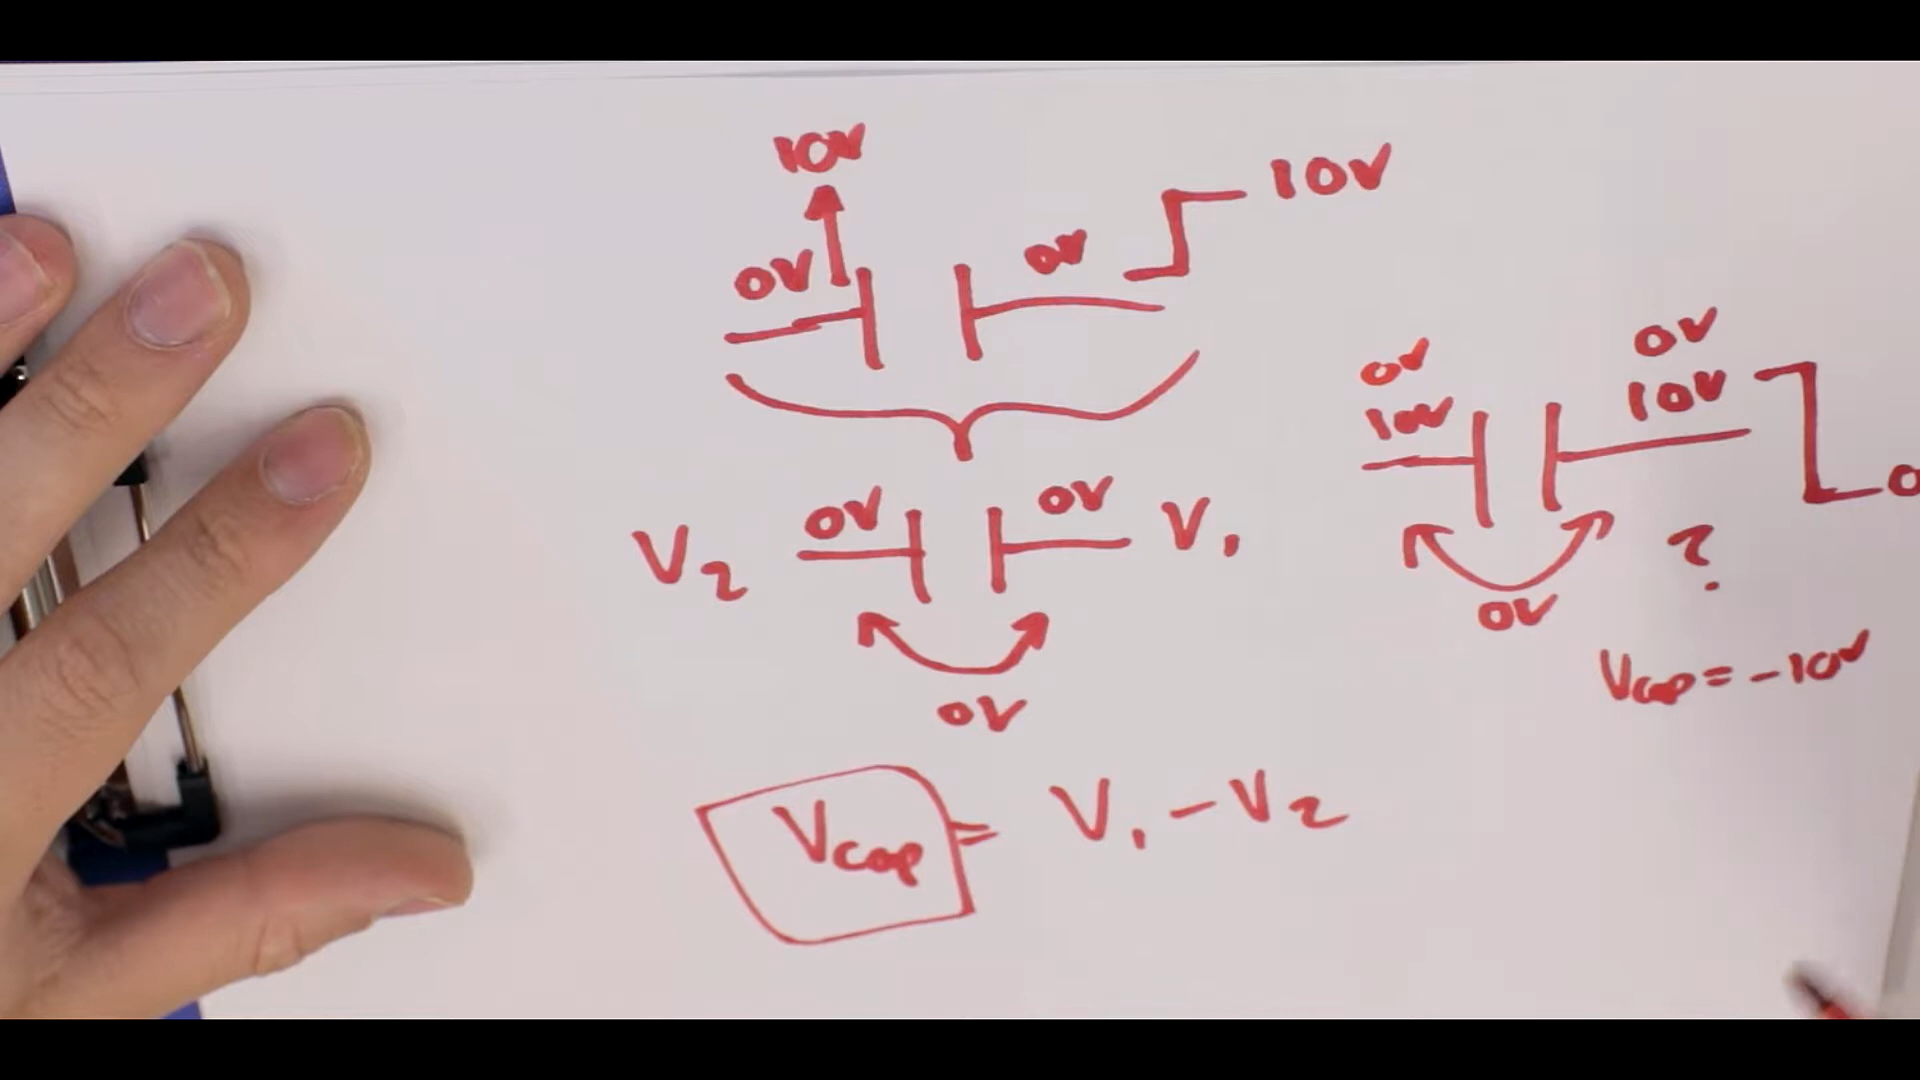 10V
10V
0V 0V
0V 0V
10V 10V
0V 0V
V2 V1
0
0V ?
0V
Vcap = -10V
Vcap = V1 - V2